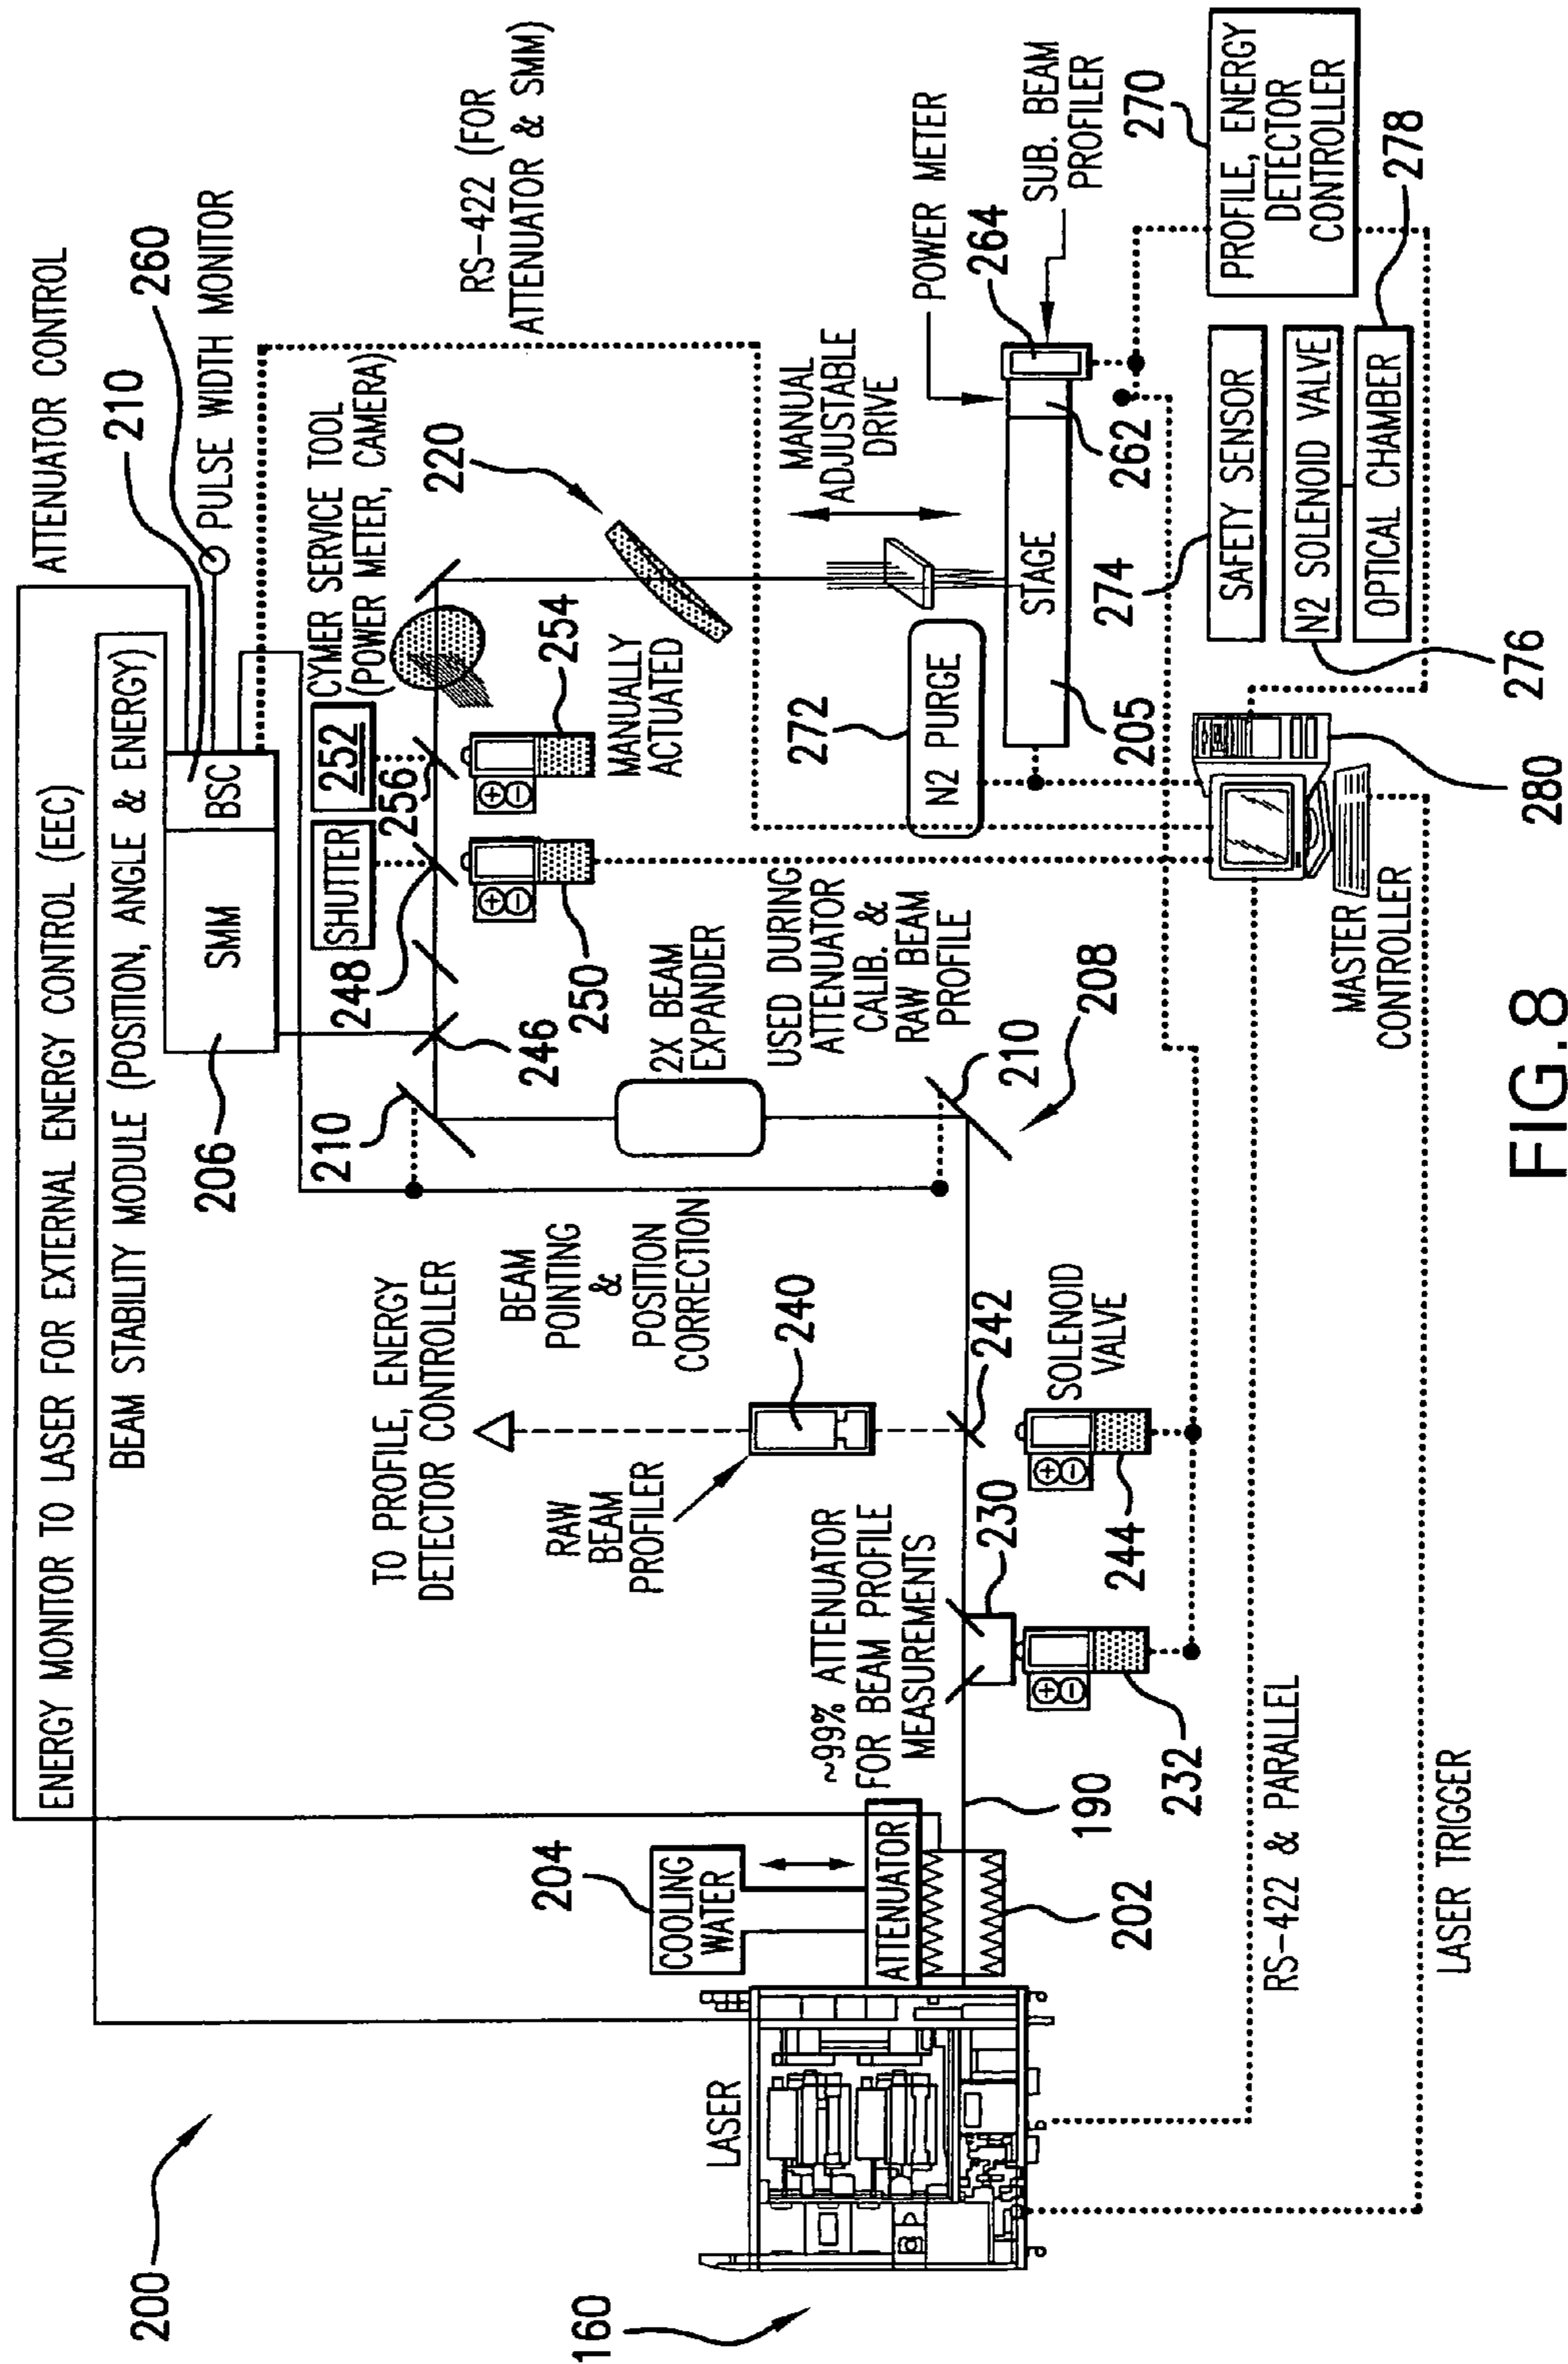 200
ENERGY MONITOR TO LASER FOR EXTERNAL ENERGY CONTROL (EEC)
ATTENUATOR CONTROL
BEAM STABILITY MODULE (POSITION, ANGLE & ENERGY)
210
260
PULSE WIDTH MONITOR
206
SMM
BSC
RS-422 (FOR
ATTENUATOR & SMM)
TO PROFILE, ENERGY
DETECTOR CONTROLLER
210
248
SHUTTER
252
CYMER SERVICE TOOL
(POWER METER, CAMERA)
256
220
BEAM
POINTING
&
POSITION
CORRECTION
246
250
254
MANUALLY
ACTUATED
160
LASER
204
COOLING
WATER
RAW
BEAM
PROFILER
240
2X BEAM
EXPANDER
USED DURING
ATTENUATOR
CALIB. &
RAW BEAM
PROFILE
MANUAL
ADJUSTABLE
DRIVE
POWER METER
ATTENUATOR
~99% ATTENUATOR
FOR BEAM PROFILE
MEASUREMENTS
272
N2 PURGE
264
SUB. BEAM
PROFILER
242
210
208
STAGE
202
190
230
232
244
SOLENOID
VALVE
205
274
262
270
RS-422 & PARALLEL
SAFETY SENSOR
PROFILE, ENERGY
DETECTOR
CONTROLLER
N2 SOLENOID VALVE
OPTICAL CHAMBER
278
MASTER
CONTROLLER
LASER TRIGGER
280
276
FIG.8